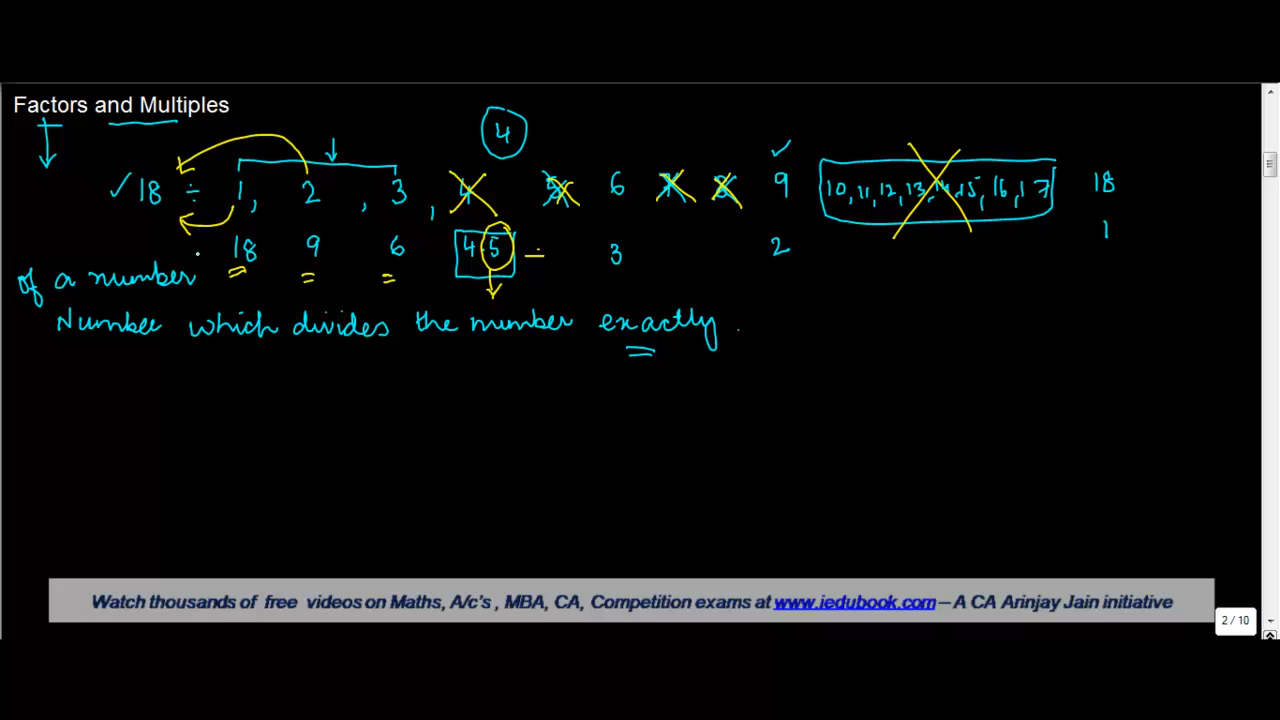 Factors and Multiples
4
✓ 18 ÷ 1, 2, 3, 4 5 6 7 8 9 10, 11, 12, 13, 14, 15, 16, 17 18
18 9 6 4.5 3 2 1
of a number
Number which divides the number exactly.
Watch thousands of free videos on Maths, A/c's , MBA, CA, Competition exams at www.iedubook.com – A CA Arinjay Jain initiative
2 / 10